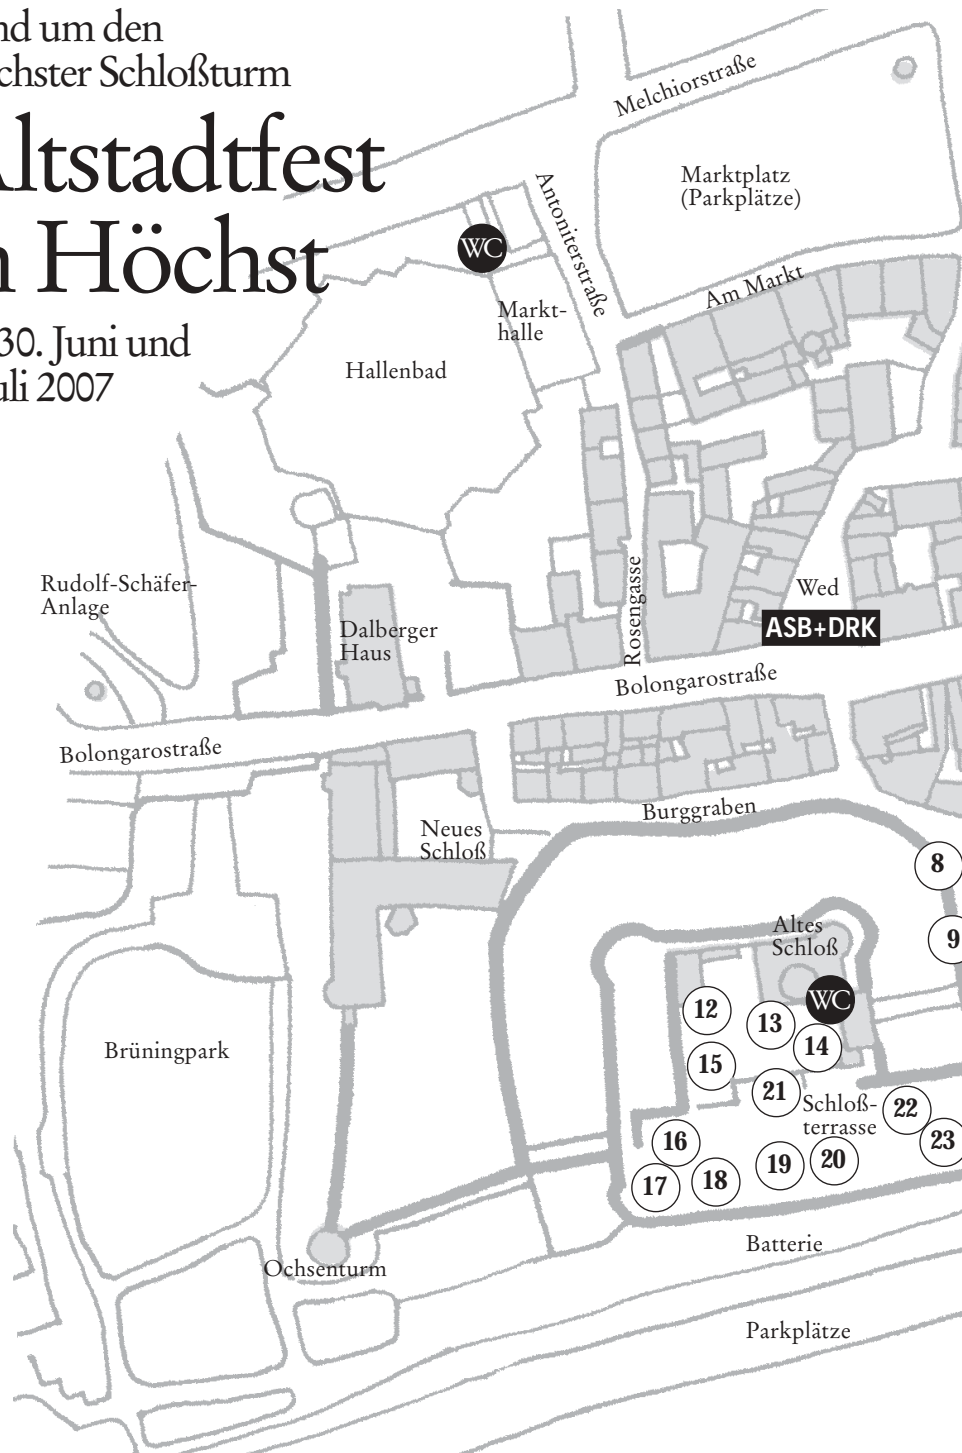 nd um den
chster Schloßturm
Altstadtfest
n Höchst
30. Juni und
uli 2007
Melchiorstraße
Marktplatz
(Parkplätze)
Antoniterstraße
WC
Am Markt
Markt-
halle
Hallenbad
Rudolf-Schäfer-
Anlage
Rosengasse
Wed
ASB+DRK
Dalberger
Haus
Bolongarostraße
Bolongarostraße
Burggraben
Neues
Schloß
8
Altes
Schloß
9
WC
12
13
14
Brüningpark
15
21
Schloß-
terrasse
22
16
23
19
20
17
18
Batterie
Ochsenturm
Parkplätze